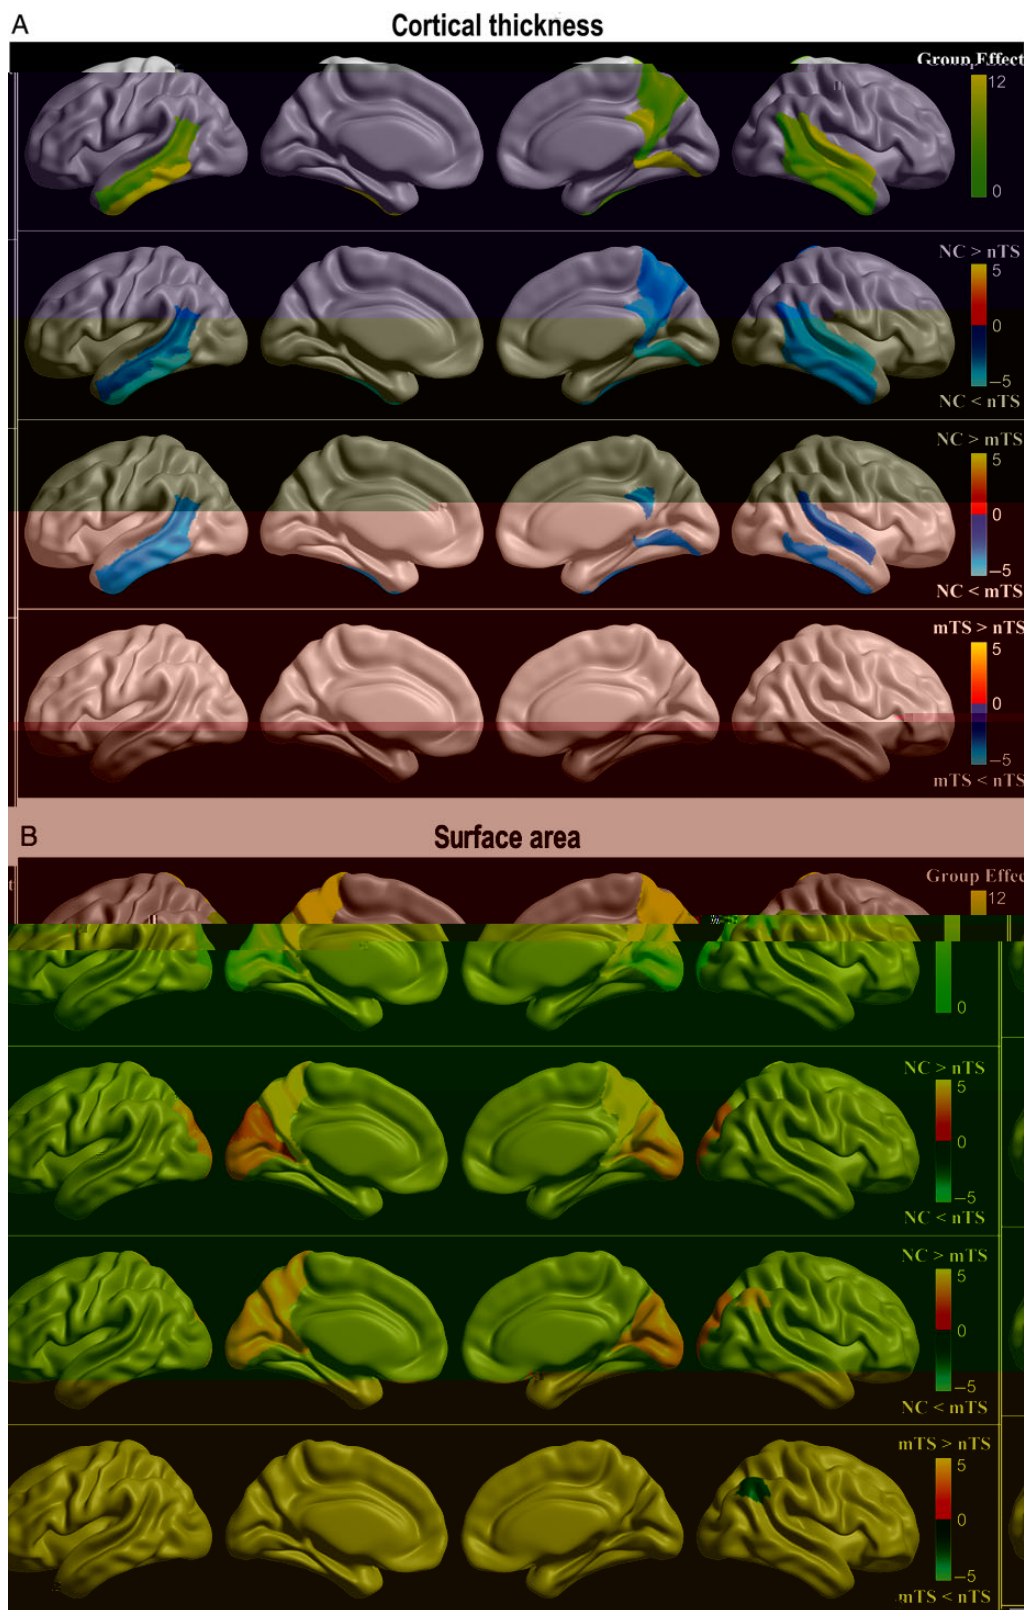 A
Cortical thickness
Group Effect
12
0
NC > nTS
5
0
−5
NC < nTS
NC > mTS
5
0
−5
NC < mTS
mTS > nTS
5
0
−5
mTS < nTS
B
Surface area
t
Group Effec
12
0
NC > nTS
5
0
−5
NC < nTS
NC > mTS
5
0
−5
NC < mTS
mTS > nTS
5
0
−5
mTS < nTS